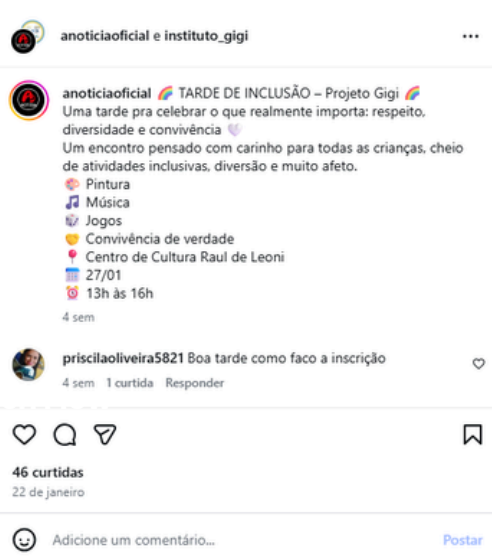 anoticiaoficial e instituto_gigi
anoticiaoficial 🌈 TARDE DE INCLUSÃO – Projeto Gigi 🌈
Uma tarde pra celebrar o que realmente importa: respeito,
diversidade e convivência 🤍
Um encontro pensado com carinho para todas as crianças, cheio
de atividades inclusivas, diversão e muito afeto.
🎨 Pintura
🎵 Música
🎲 Jogos
🤝 Convivência de verdade
📍 Centro de Cultura Raul de Leoni
📅 27/01
⏰ 13h às 16h
4 sem
priscilaoliveira5821 Boa tarde como faco a inscrição
4 sem 1 curtida Responder
46 curtidas
22 de janeiro
Adicione um comentário... Postar